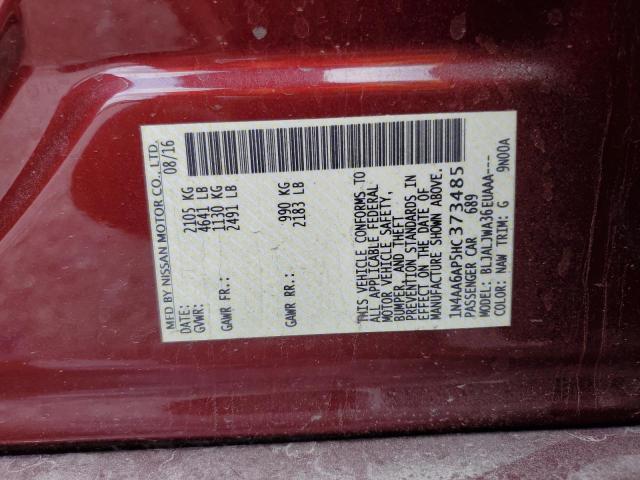 MFD BY NISSAN MOTOR CO., LTD.
DATE: 08/16
GVWR: 2105 KG
4641 LB
GAWR FR.: 1130 KG
2491 LB
GAWR RR.: 990 KG
2183 LB
THIS VEHICLE CONFORMS TO
ALL APPLICABLE FEDERAL
MOTOR VEHICLE SAFETY,
BUMPER, AND THEFT
PREVENTION STANDARDS IN
EFFECT ON THE DATE OF
MANUFACTURE SHOWN ABOVE.
1N4AA6AP5HC373485
PASSENGER CAR 689
MODEL: BLJALJWA36EUAAA---
COLOR: NAW TRIM: G 9N00A